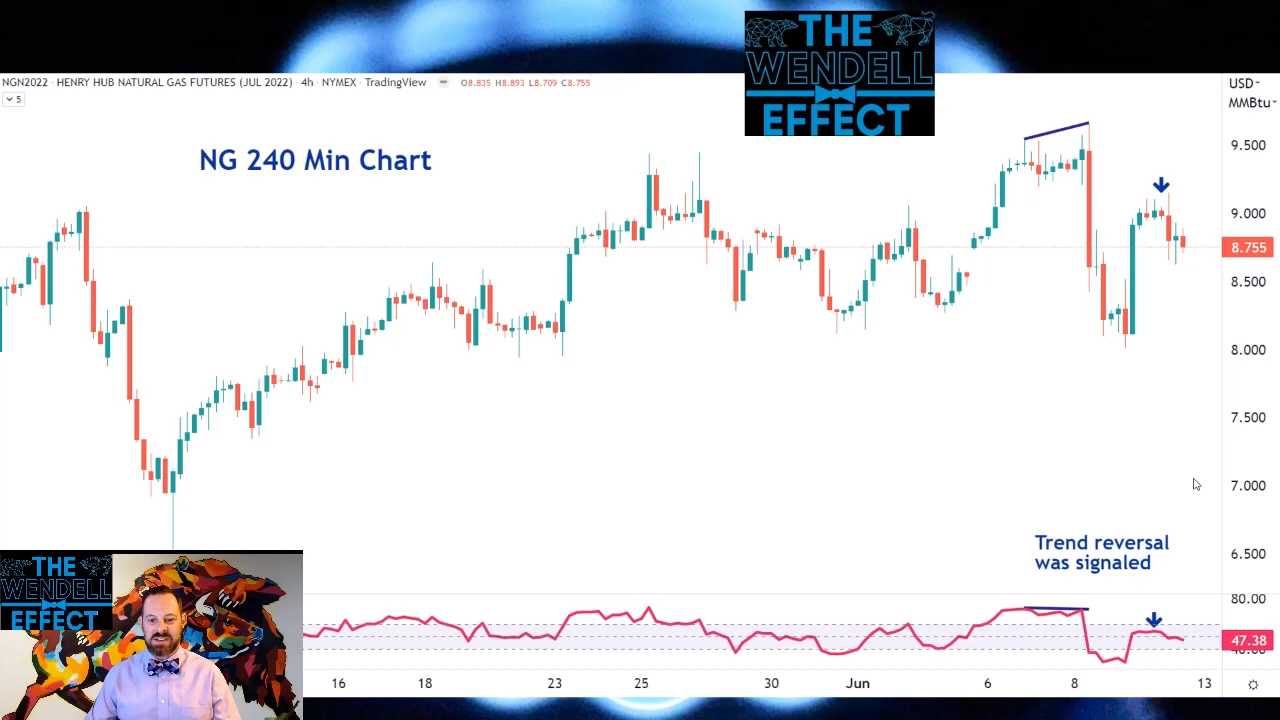 THE
WENDELL
EFFECT
NGN2022 · HENRY HUB NATURAL GAS FUTURES (JUL 2022) · 4h · NYMEX · TradingView O8.835 H8.893 L8.709 C8.755
5
USD
MMBtu
NG 240 Min Chart
9.500
9.000
8.755
8.500
8.000
7.500
7.000
6.500
Trend reversal
was signaled
80.00
47.38
THE
WENDELL
EFFECT
16 18 23 25 30 Jun 6 8 13